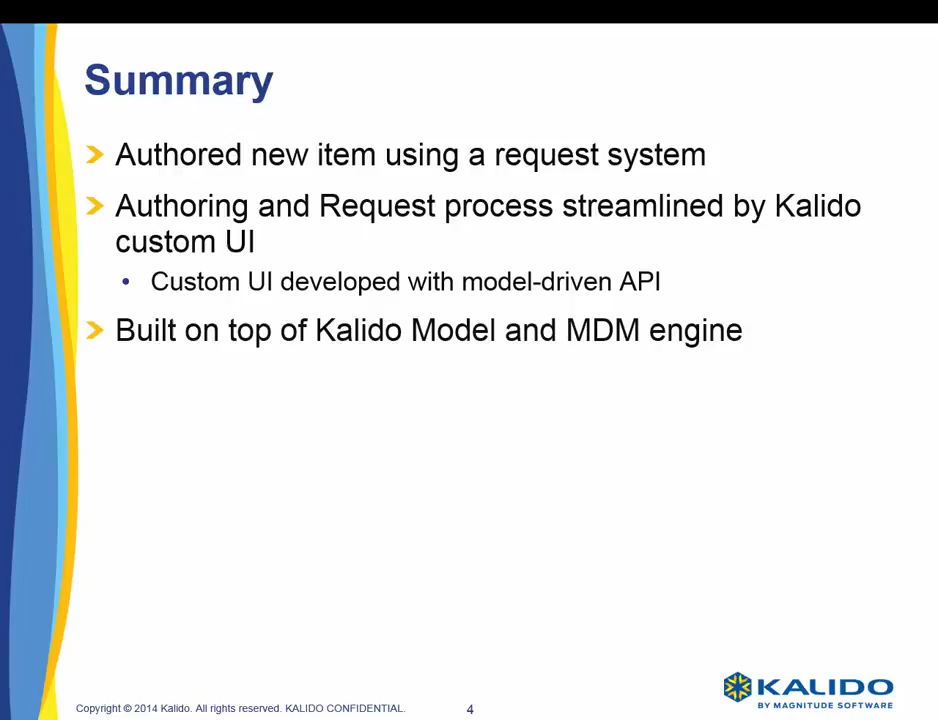 Summary
Authored new item using a request system
Authoring and Request process streamlined by Kalido
custom UI
• Custom UI developed with model-driven API
Built on top of Kalido Model and MDM engine
KALIDO
BY MAGNITUDE SOFTWARE
Copyright © 2014 Kalido. All rights reserved. KALIDO CONFIDENTIAL.
4